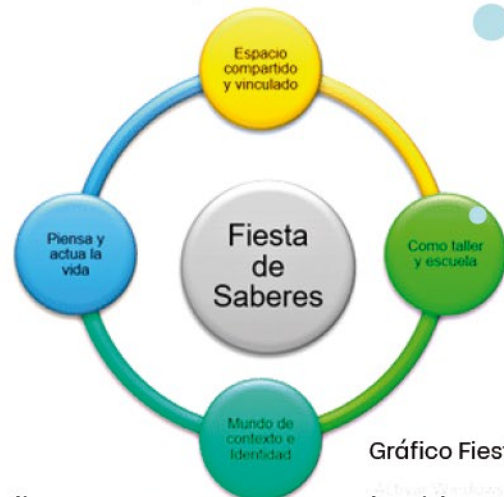 Espacio
compartido
y vinculado
Piensa y
actua la
vida
Fiesta
de
Saberes
Como taller
y escuela
Mundo de
contexto e
Identidad
Gráfico Fies